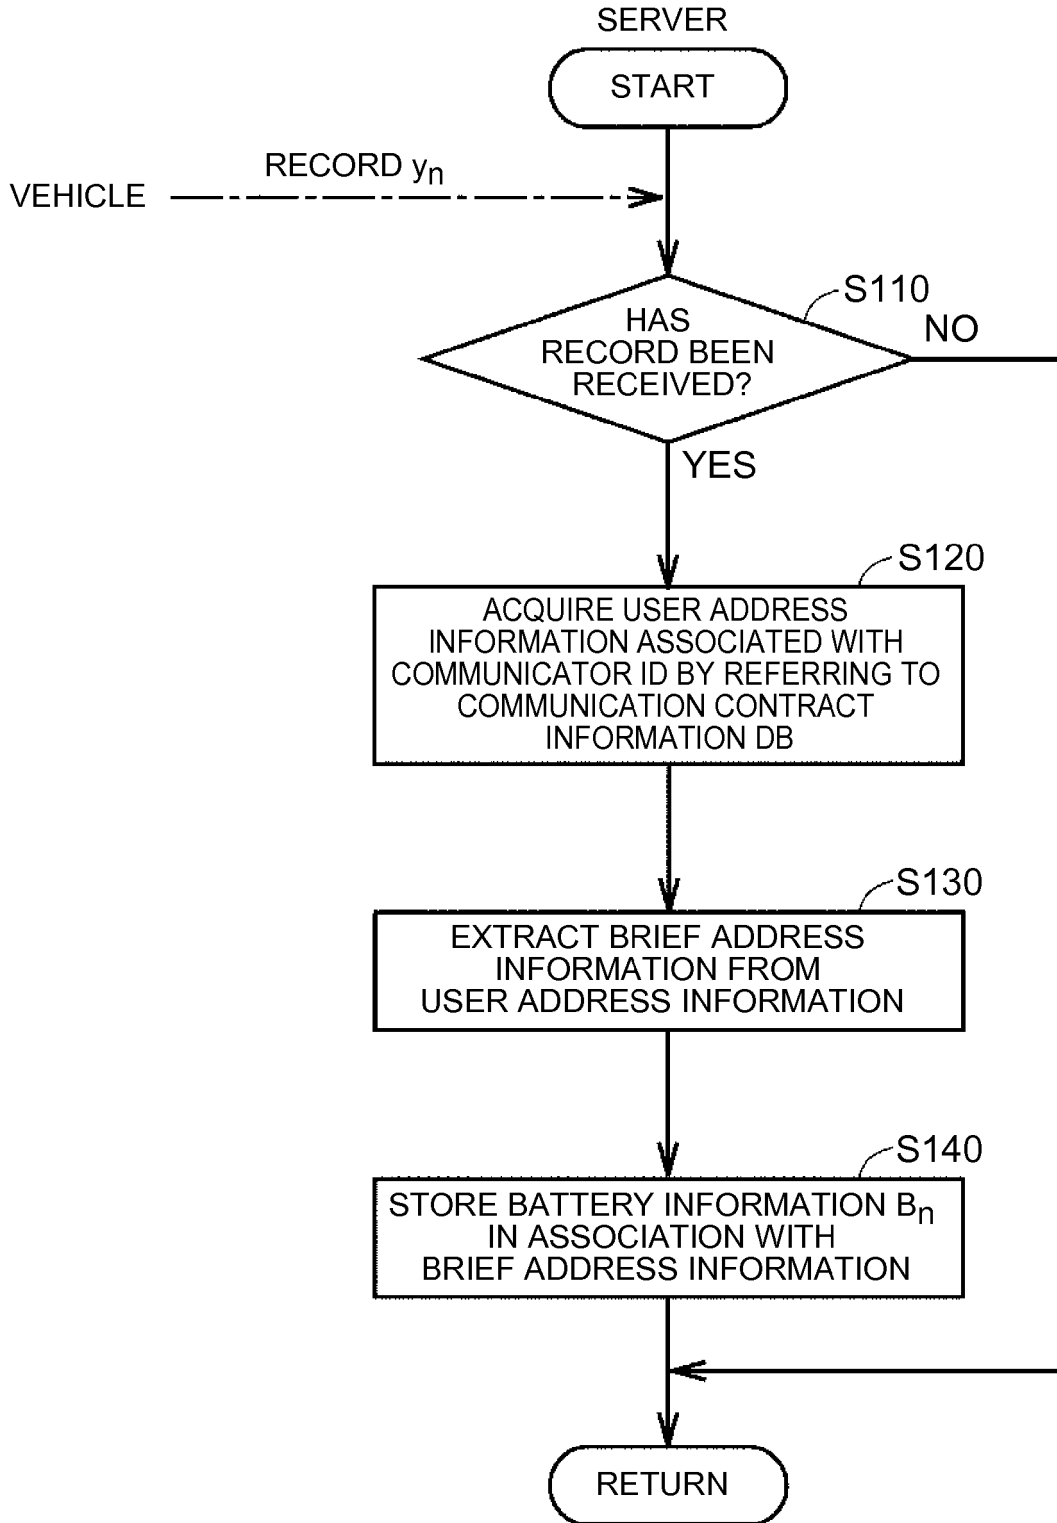 SERVER
START
RECORD yn
VEHICLE
S110
HAS
RECORD BEEN
RECEIVED?
NO
YES
S120
ACQUIRE USER ADDRESS
INFORMATION ASSOCIATED WITH
COMMUNICATOR ID BY REFERRING TO
COMMUNICATION CONTRACT
INFORMATION DB
S130
EXTRACT BRIEF ADDRESS
INFORMATION FROM
USER ADDRESS INFORMATION
S140
STORE BATTERY INFORMATION Bn
IN ASSOCIATION WITH
BRIEF ADDRESS INFORMATION
RETURN